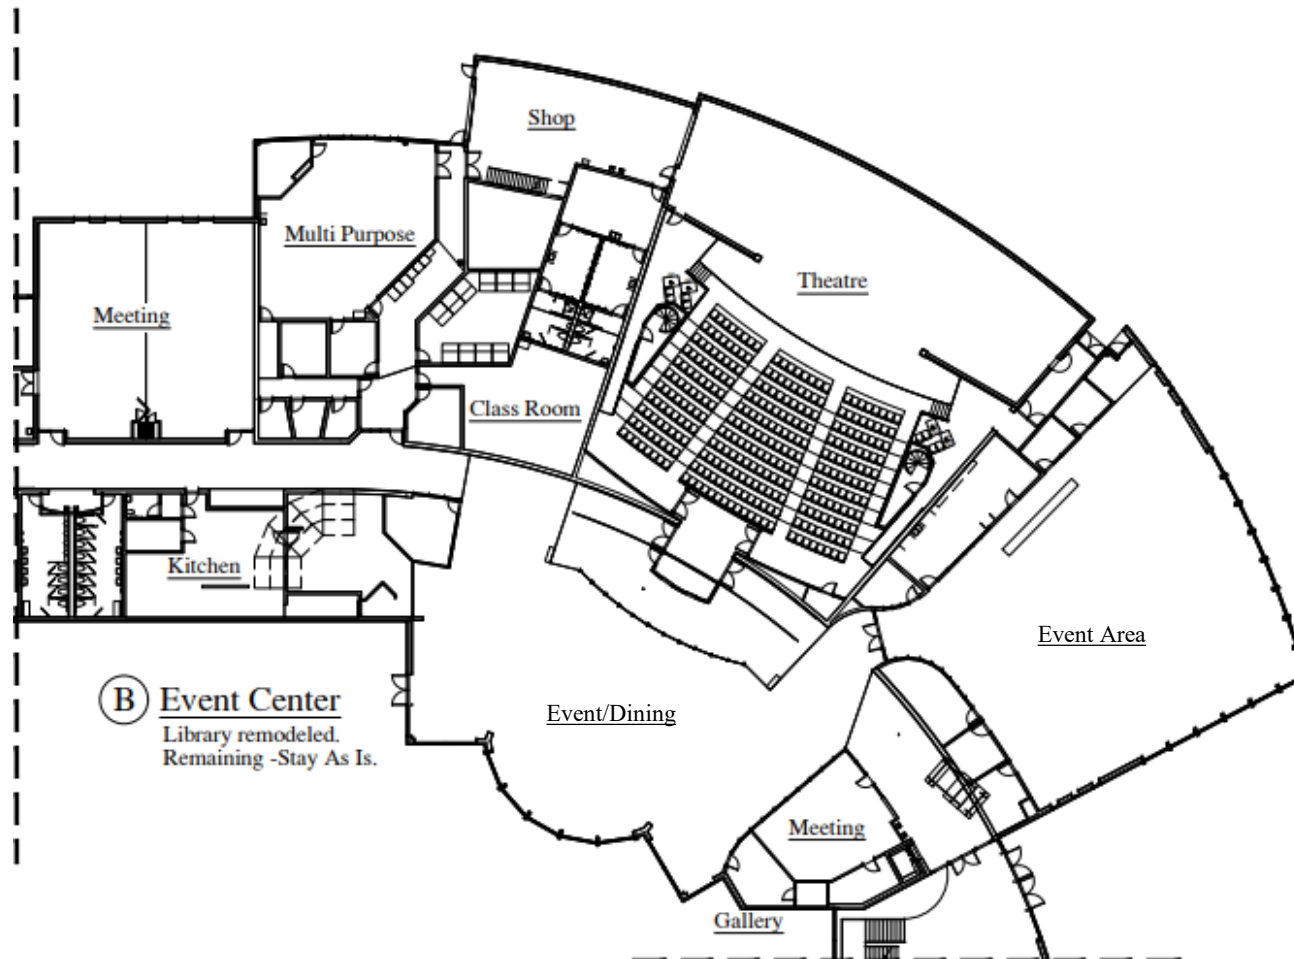 Shop
Multi Purpose
Theatre
Meeting
Class Room
Kitchen
Event Area
B Event Center
Library remodeled.
Remaining -Stay As Is.
Event/Dining
Meeting
Gallery